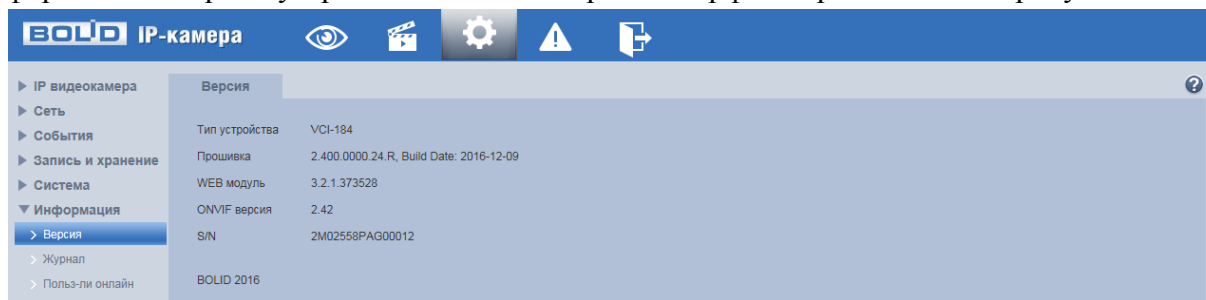 BOLID IP-камера
IP видеокамера
Сеть
События
Запись и хранение
Система
Информация
Версия
Журнал
Польз-ли онлайн
Версия
Тип устройства VCI-184
Прошивка 2.400.0000.24.R, Build Date: 2016-12-09
WEB модуль 3.2.1.373528
ONVIF версия 2.42
S/N 2M02558PAG00012
BOLID 2016